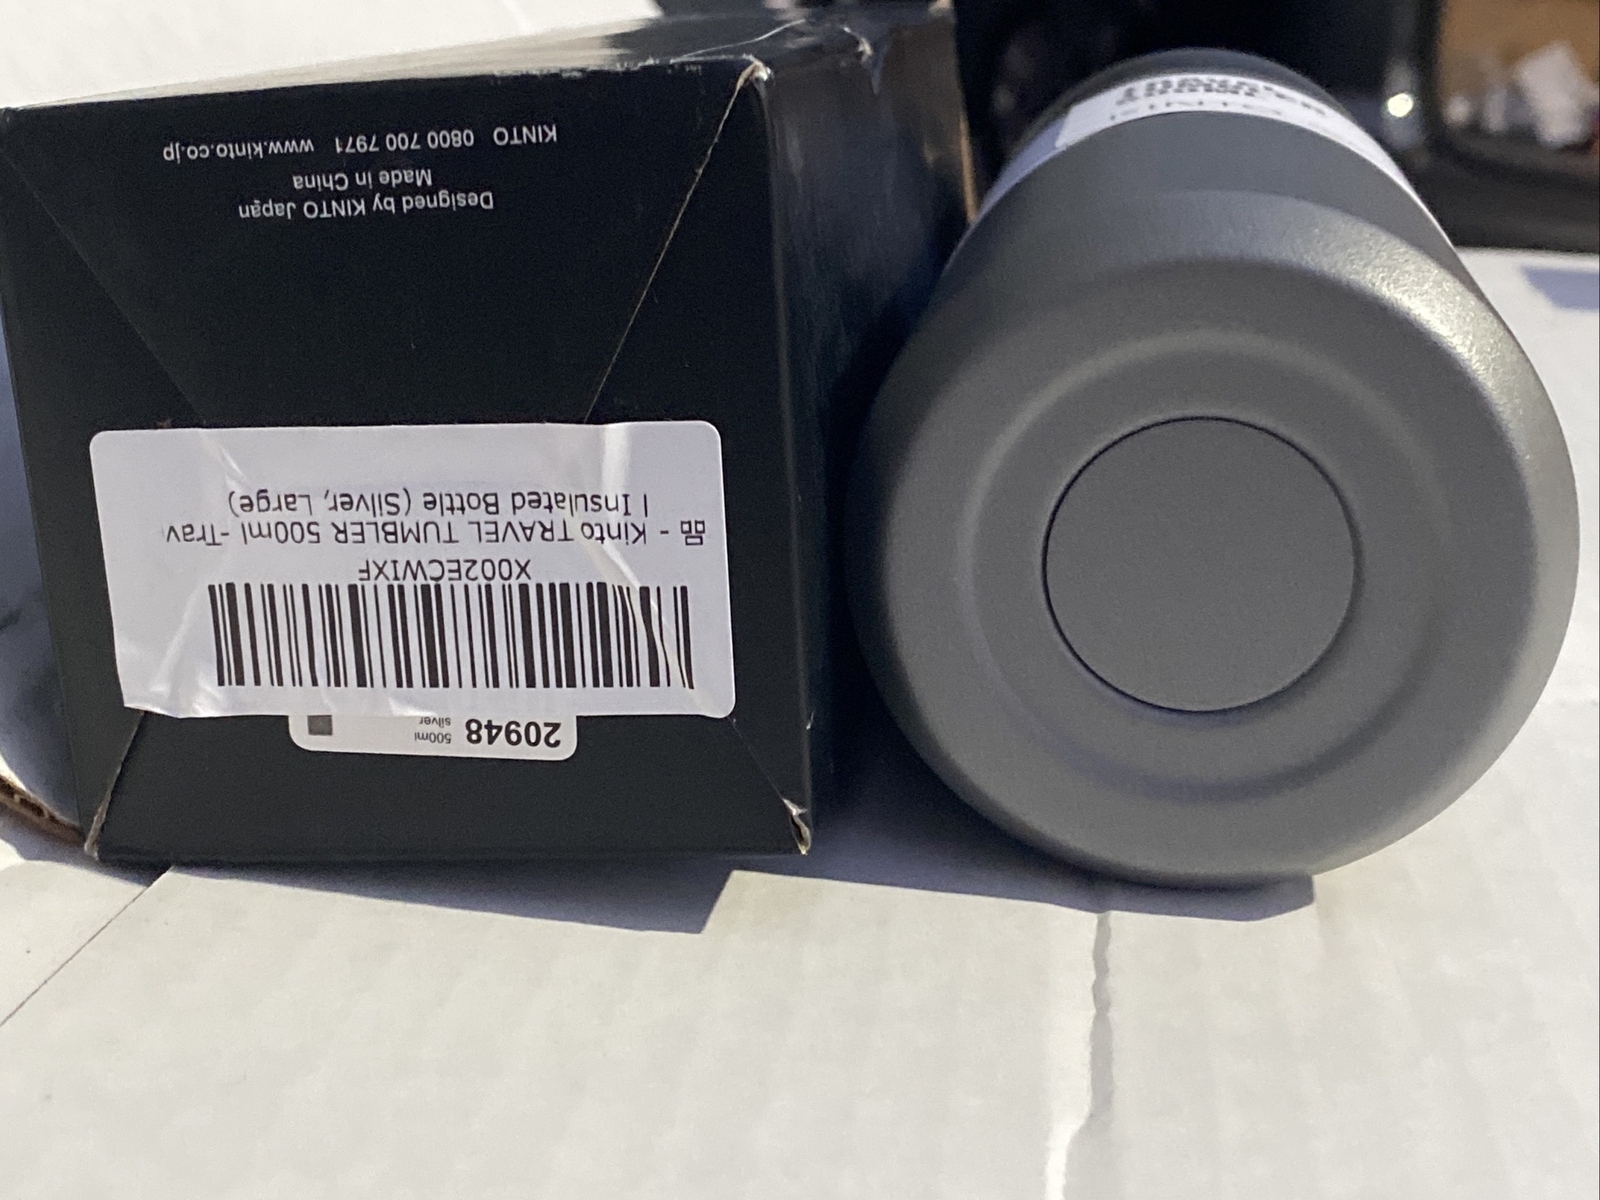 20948 500ml
silver
X002ECWIXF
品 - Kinto TRAVEL TUMBLER 500ml -Trav
l Insulated Bottle (Silver, Large)
Designed by KINTO Japan
Made in China
KINTO 0800 700 7971 www.kinto.co.jp